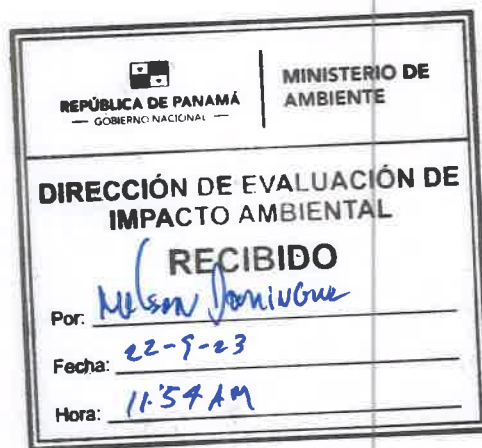 REPÚBLICA DE PANAMÁ
— GOBIERNO NACIONAL —
MINISTERIO DE
AMBIENTE
DIRECCIÓN DE EVALUACIÓN DE
IMPACTO AMBIENTAL
RECIBIDO
Por: Nelson
Fecha: 22-9-23
Hora: 11:54 AM